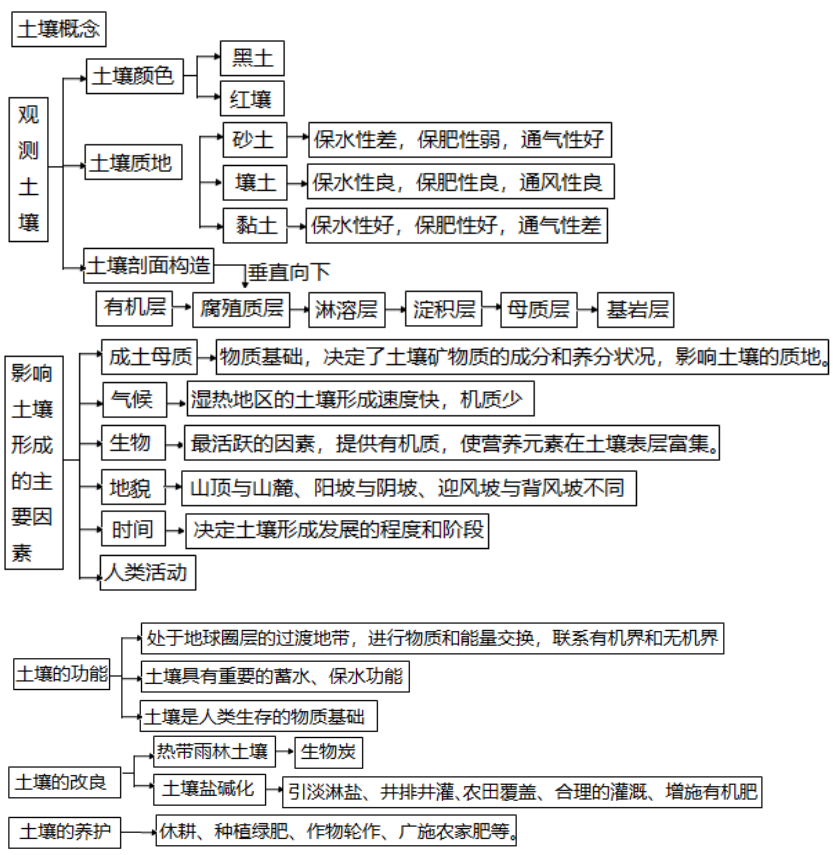 土壤概念
观测土壤
土壤颜色
黑土
红壤
土壤质地
砂土
保水性差，保肥性弱，通气性好
壤土
保水性良，保肥性良，通风性良
黏土
保水性好，保肥性好，通气性差
土壤剖面构造
垂直向下
有机层
腐殖质层
淋溶层
淀积层
母质层
基岩层
影响土壤形成的主要因素
成土母质
物质基础，决定了土壤矿物质的成分和养分状况，影响土壤的质地。
气候
湿热地区的土壤形成速度快，机质少
生物
最活跃的因素，提供有机质，使营养元素在土壤表层富集。
地貌
山顶与山麓、阳坡与阴坡、迎风坡与背风坡不同
时间
决定土壤形成发展的程度和阶段
人类活动
土壤的功能
处于地球圈层的过渡地带，进行物质和能量交换，联系有机界和无机界
土壤具有重要的蓄水、保水功能
土壤是人类生存的物质基础
土壤的改良
热带雨林土壤
生物炭
土壤盐碱化
引淡淋盐、井排井灌、农田覆盖、合理的灌溉、增施有机肥
土壤的养护
休耕、种植绿肥、作物轮作、广施农家肥等。